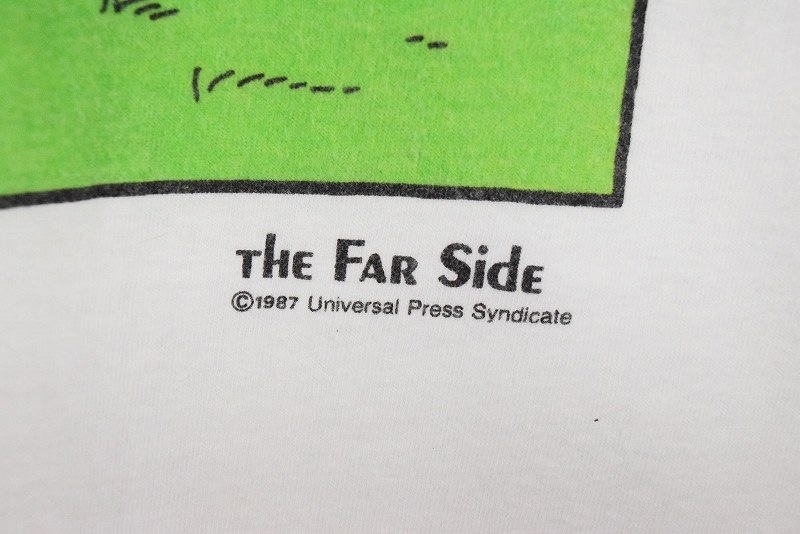 THE FAR SidE
©1987 Universal Press Syndicate